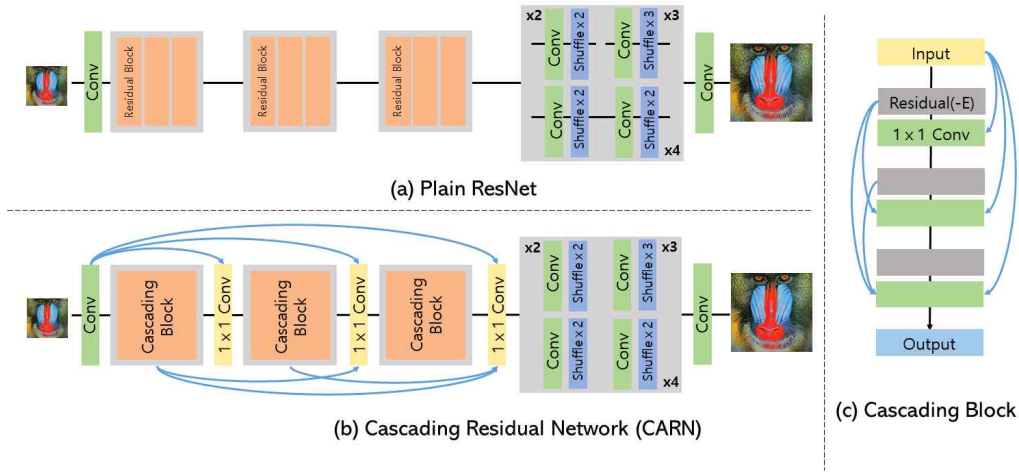 Conv
Residual Block
Residual Block
Residual Block
x2
Conv
Shuffle x 2
Conv
Shuffle x 3
x3
Conv
Shuffle x 2
Conv
Shuffle x 2
x4
Conv
(a) Plain ResNet
Conv
Cascading
Block
1 x 1 Conv
Cascading
Block
1 x 1 Conv
Cascading
Block
1 x 1 Conv
x2
Conv
Shuffle x 2
Conv
Shuffle x 3
x3
Conv
Shuffle x 2
Conv
Shuffle x 2
x4
Conv
(b) Cascading Residual Network (CARN)
Input
Residual(-E)
1 x 1 Conv
Output
(c) Cascading Block